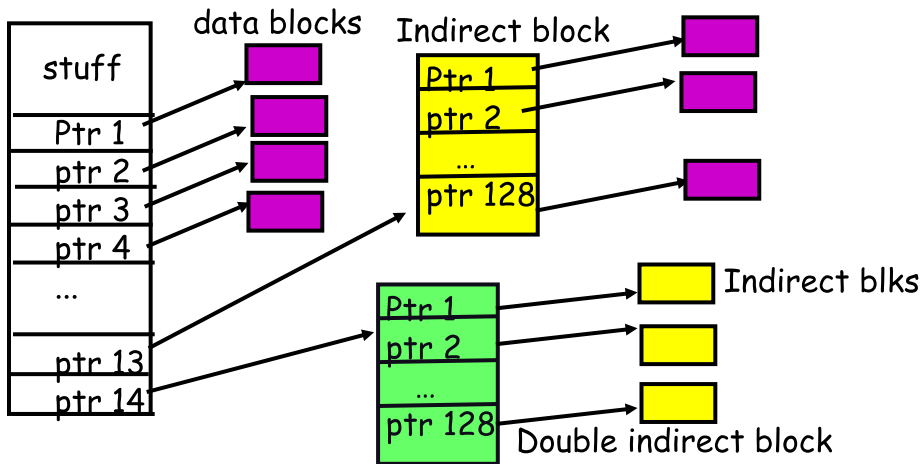 stuff
Ptr 1
ptr 2
ptr 3
ptr 4
...
ptr 13
ptr 14
data blocks
Indirect block
Ptr 1
ptr 2
...
ptr 128
Ptr 1
ptr 2
...
ptr 128
Indirect blks
Double indirect block